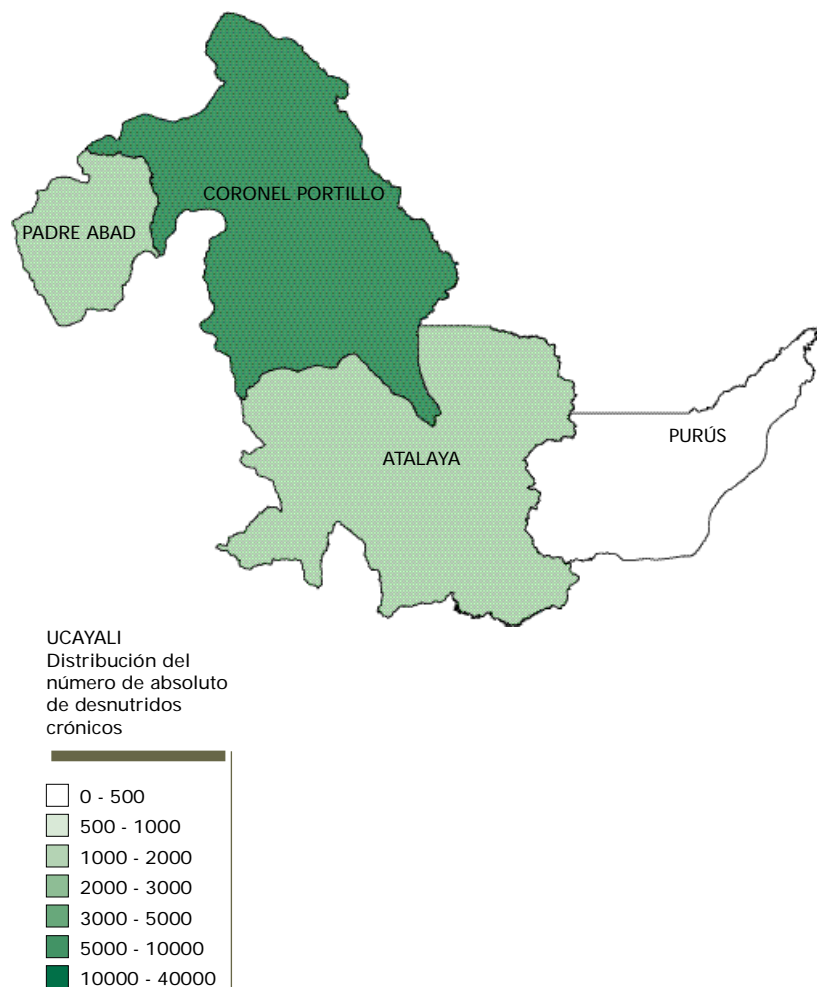 CORONEL PORTILLO
PADRE ABAD
PURÚS
ATALAYA
UCAYALI
Distribución del
número de absoluto
de desnutridos
crónicos
0 - 500
500 - 1000
1000 - 2000
2000 - 3000
3000 - 5000
5000 - 10000
10000 - 40000